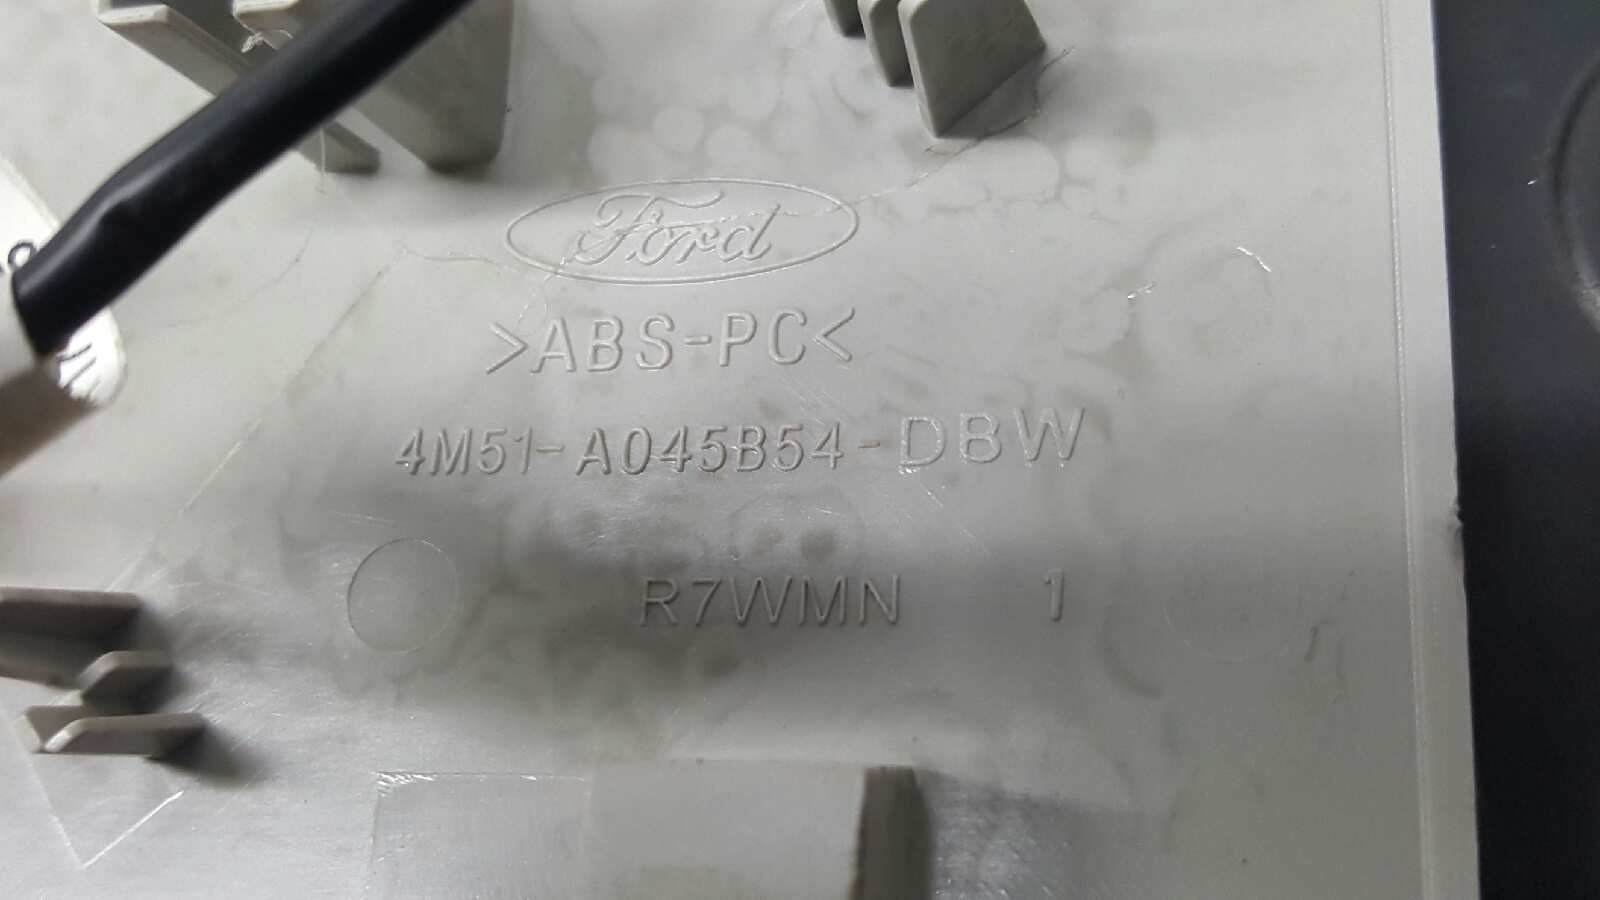 Ford
>ABS-PC<
4M51-A045B54-DBW
R7WMN 1